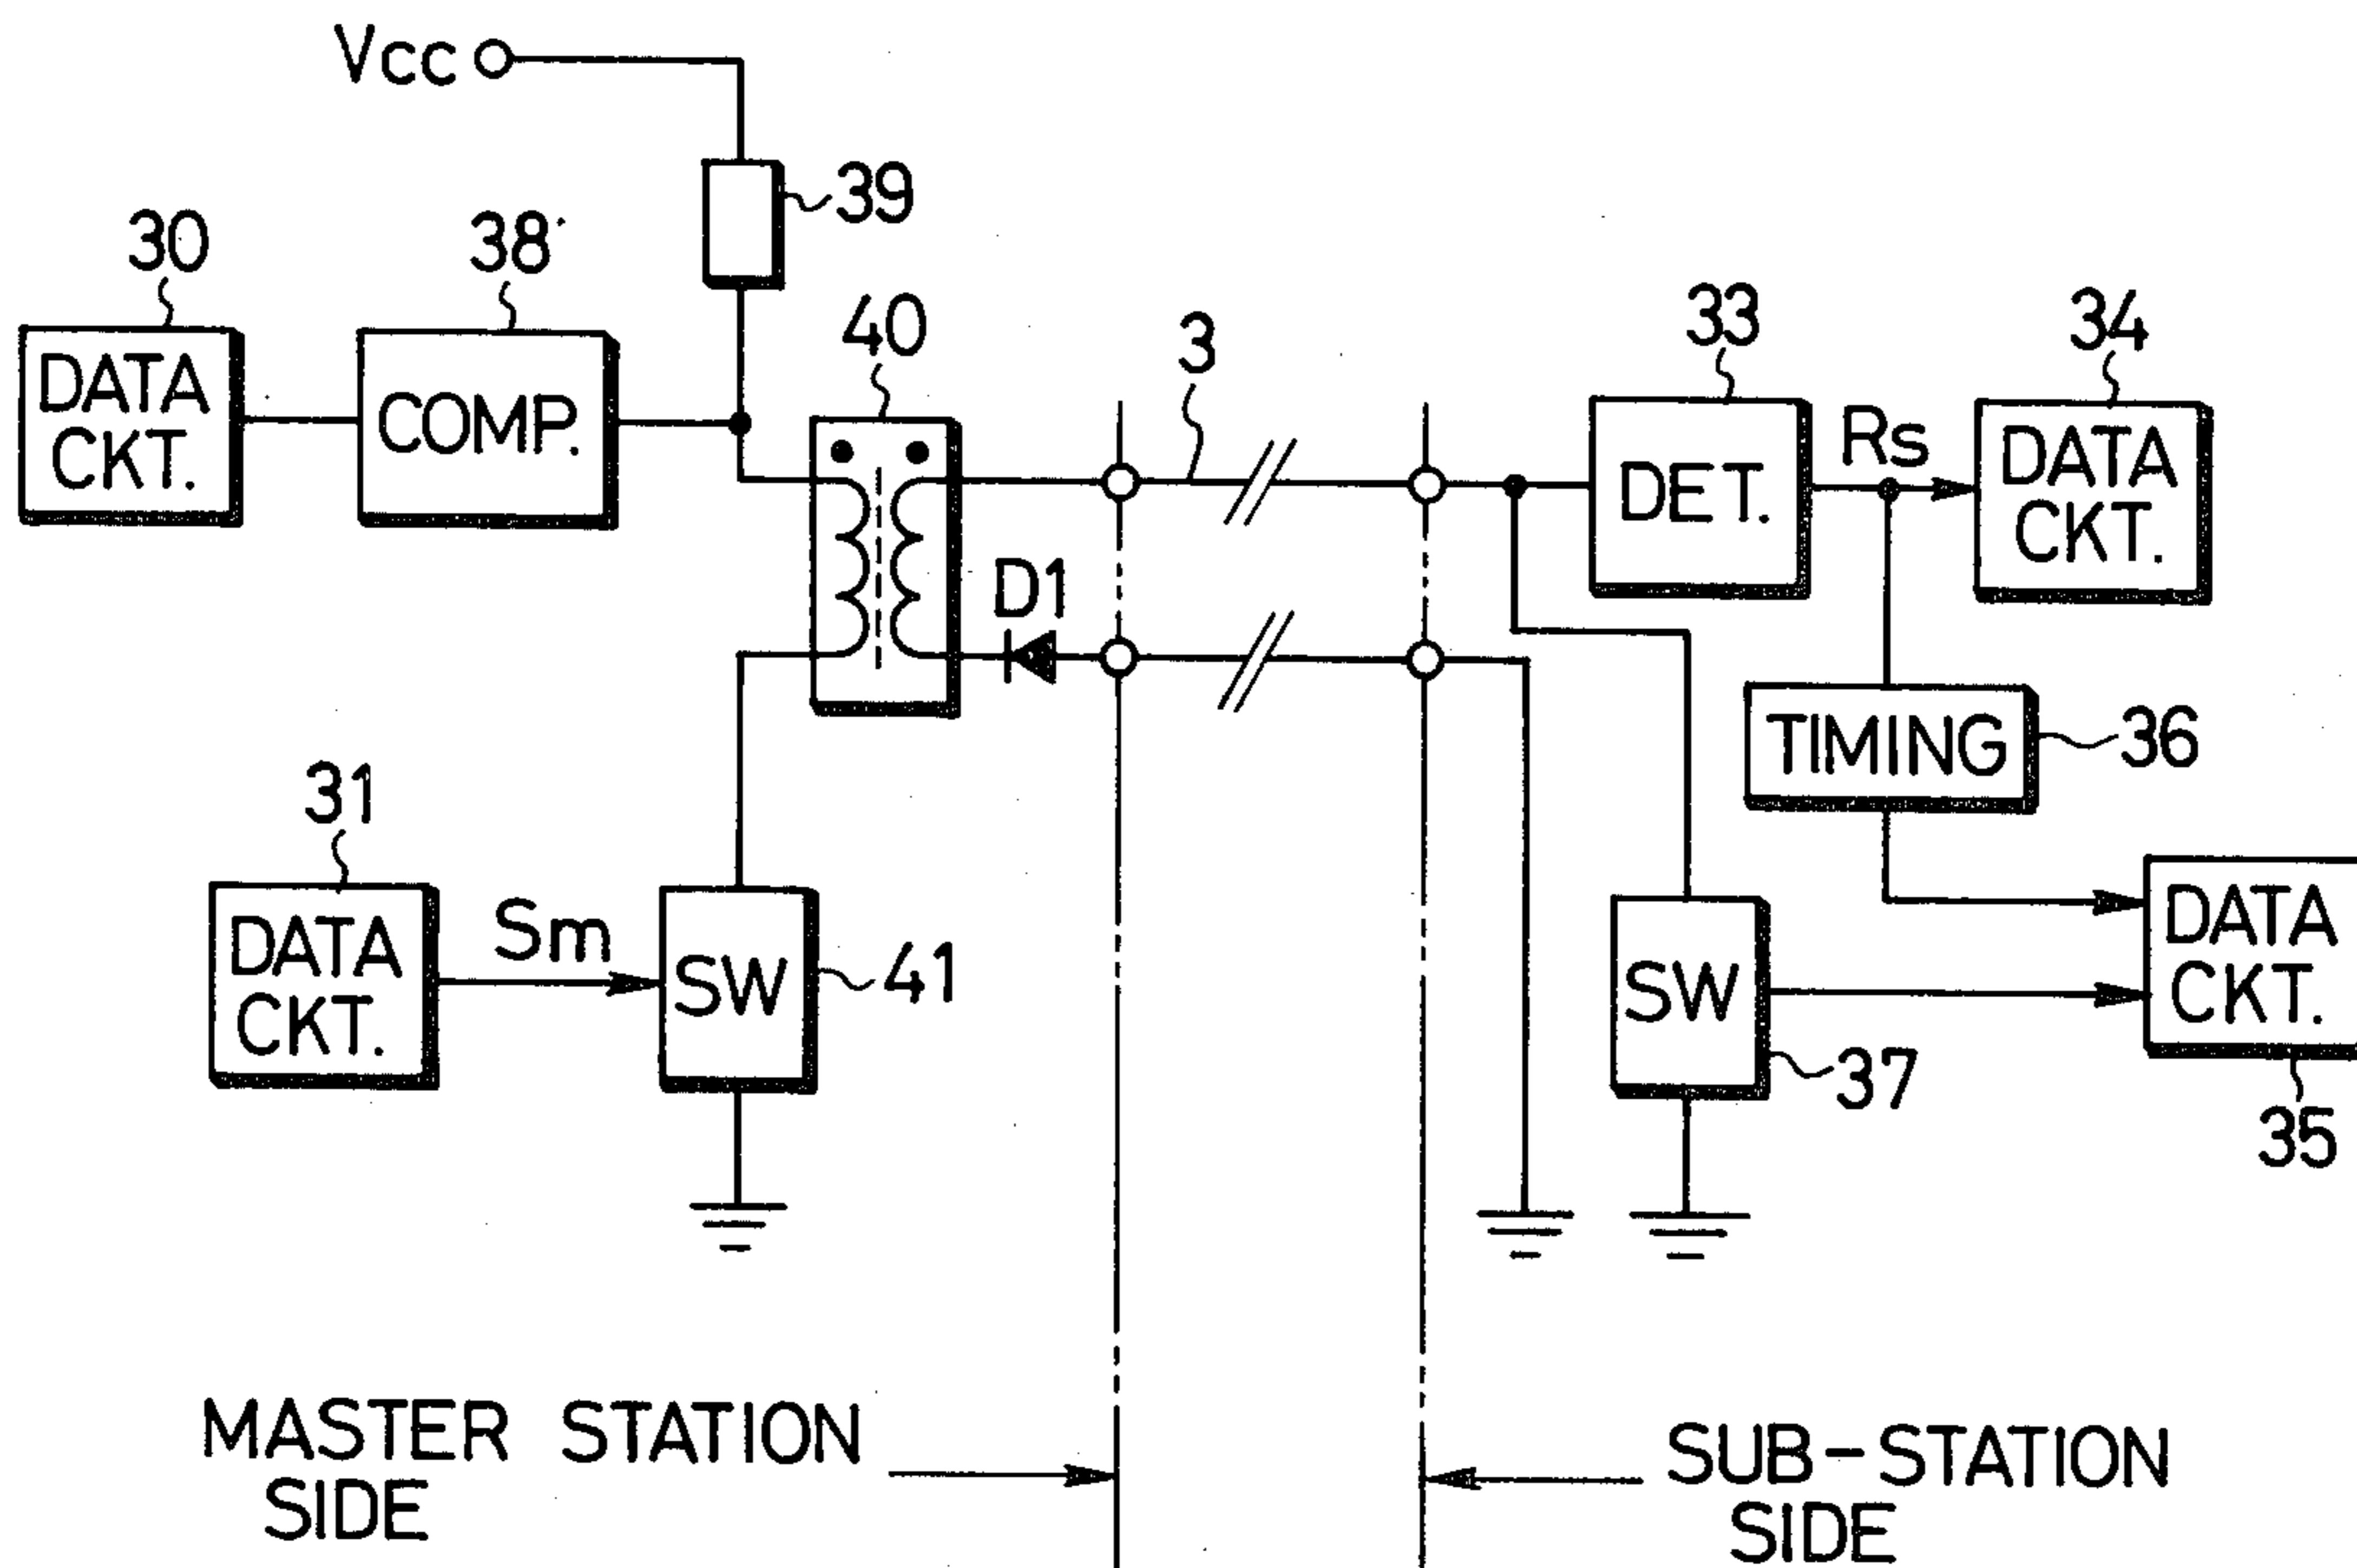 Vcc
39
30
38
40
3
33
34
DATA
CKT.
COMP.
DET.
Rs
DATA
CKT.
D1
TIMING
36
31
DATA
CKT.
Sm
SW
41
SW
37
DATA
CKT.
35
MASTER STATION
SIDE
SUB-STATION
SIDE